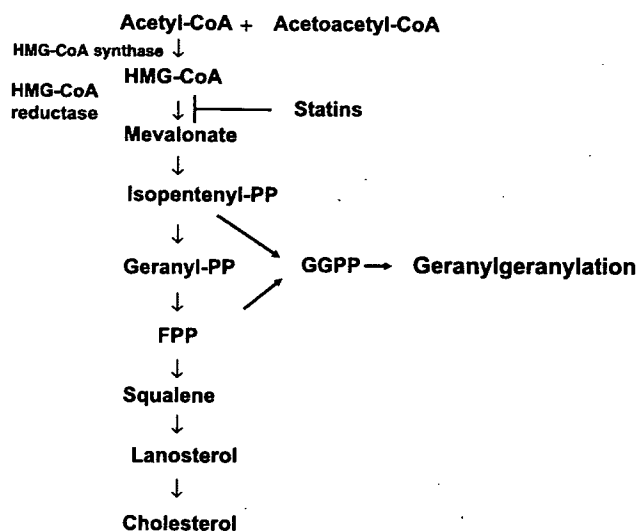 Acetyl-CoA + Acetoacetyl-CoA
HMG-CoA synthase ↓
HMG-CoA
HMG-CoA
reductase
↓
Statins
Mevalonate
↓
Isopentenyl-PP
↓
Geranyl-PP
GGPP → Geranylgeranylation
↓
FPP
↓
Squalene
↓
Lanosterol
↓
Cholesterol